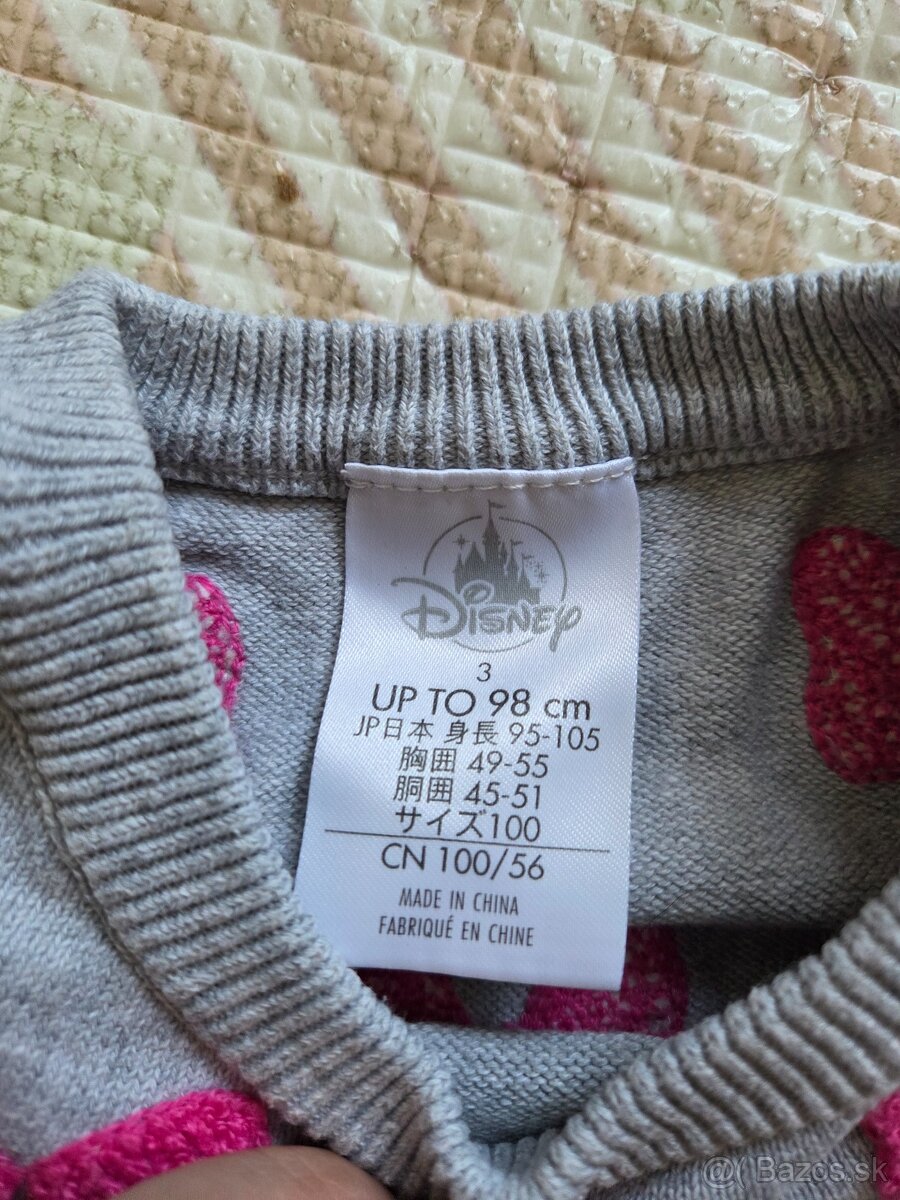 Disney
3
UP TO 98 cm
JP日本 身長 95-105
胸囲 49-55
胴囲 45-51
サイズ100
CN 100/56
MADE IN CHINA
FABRIQUÉ EN CHINE
@( Bazos.sk